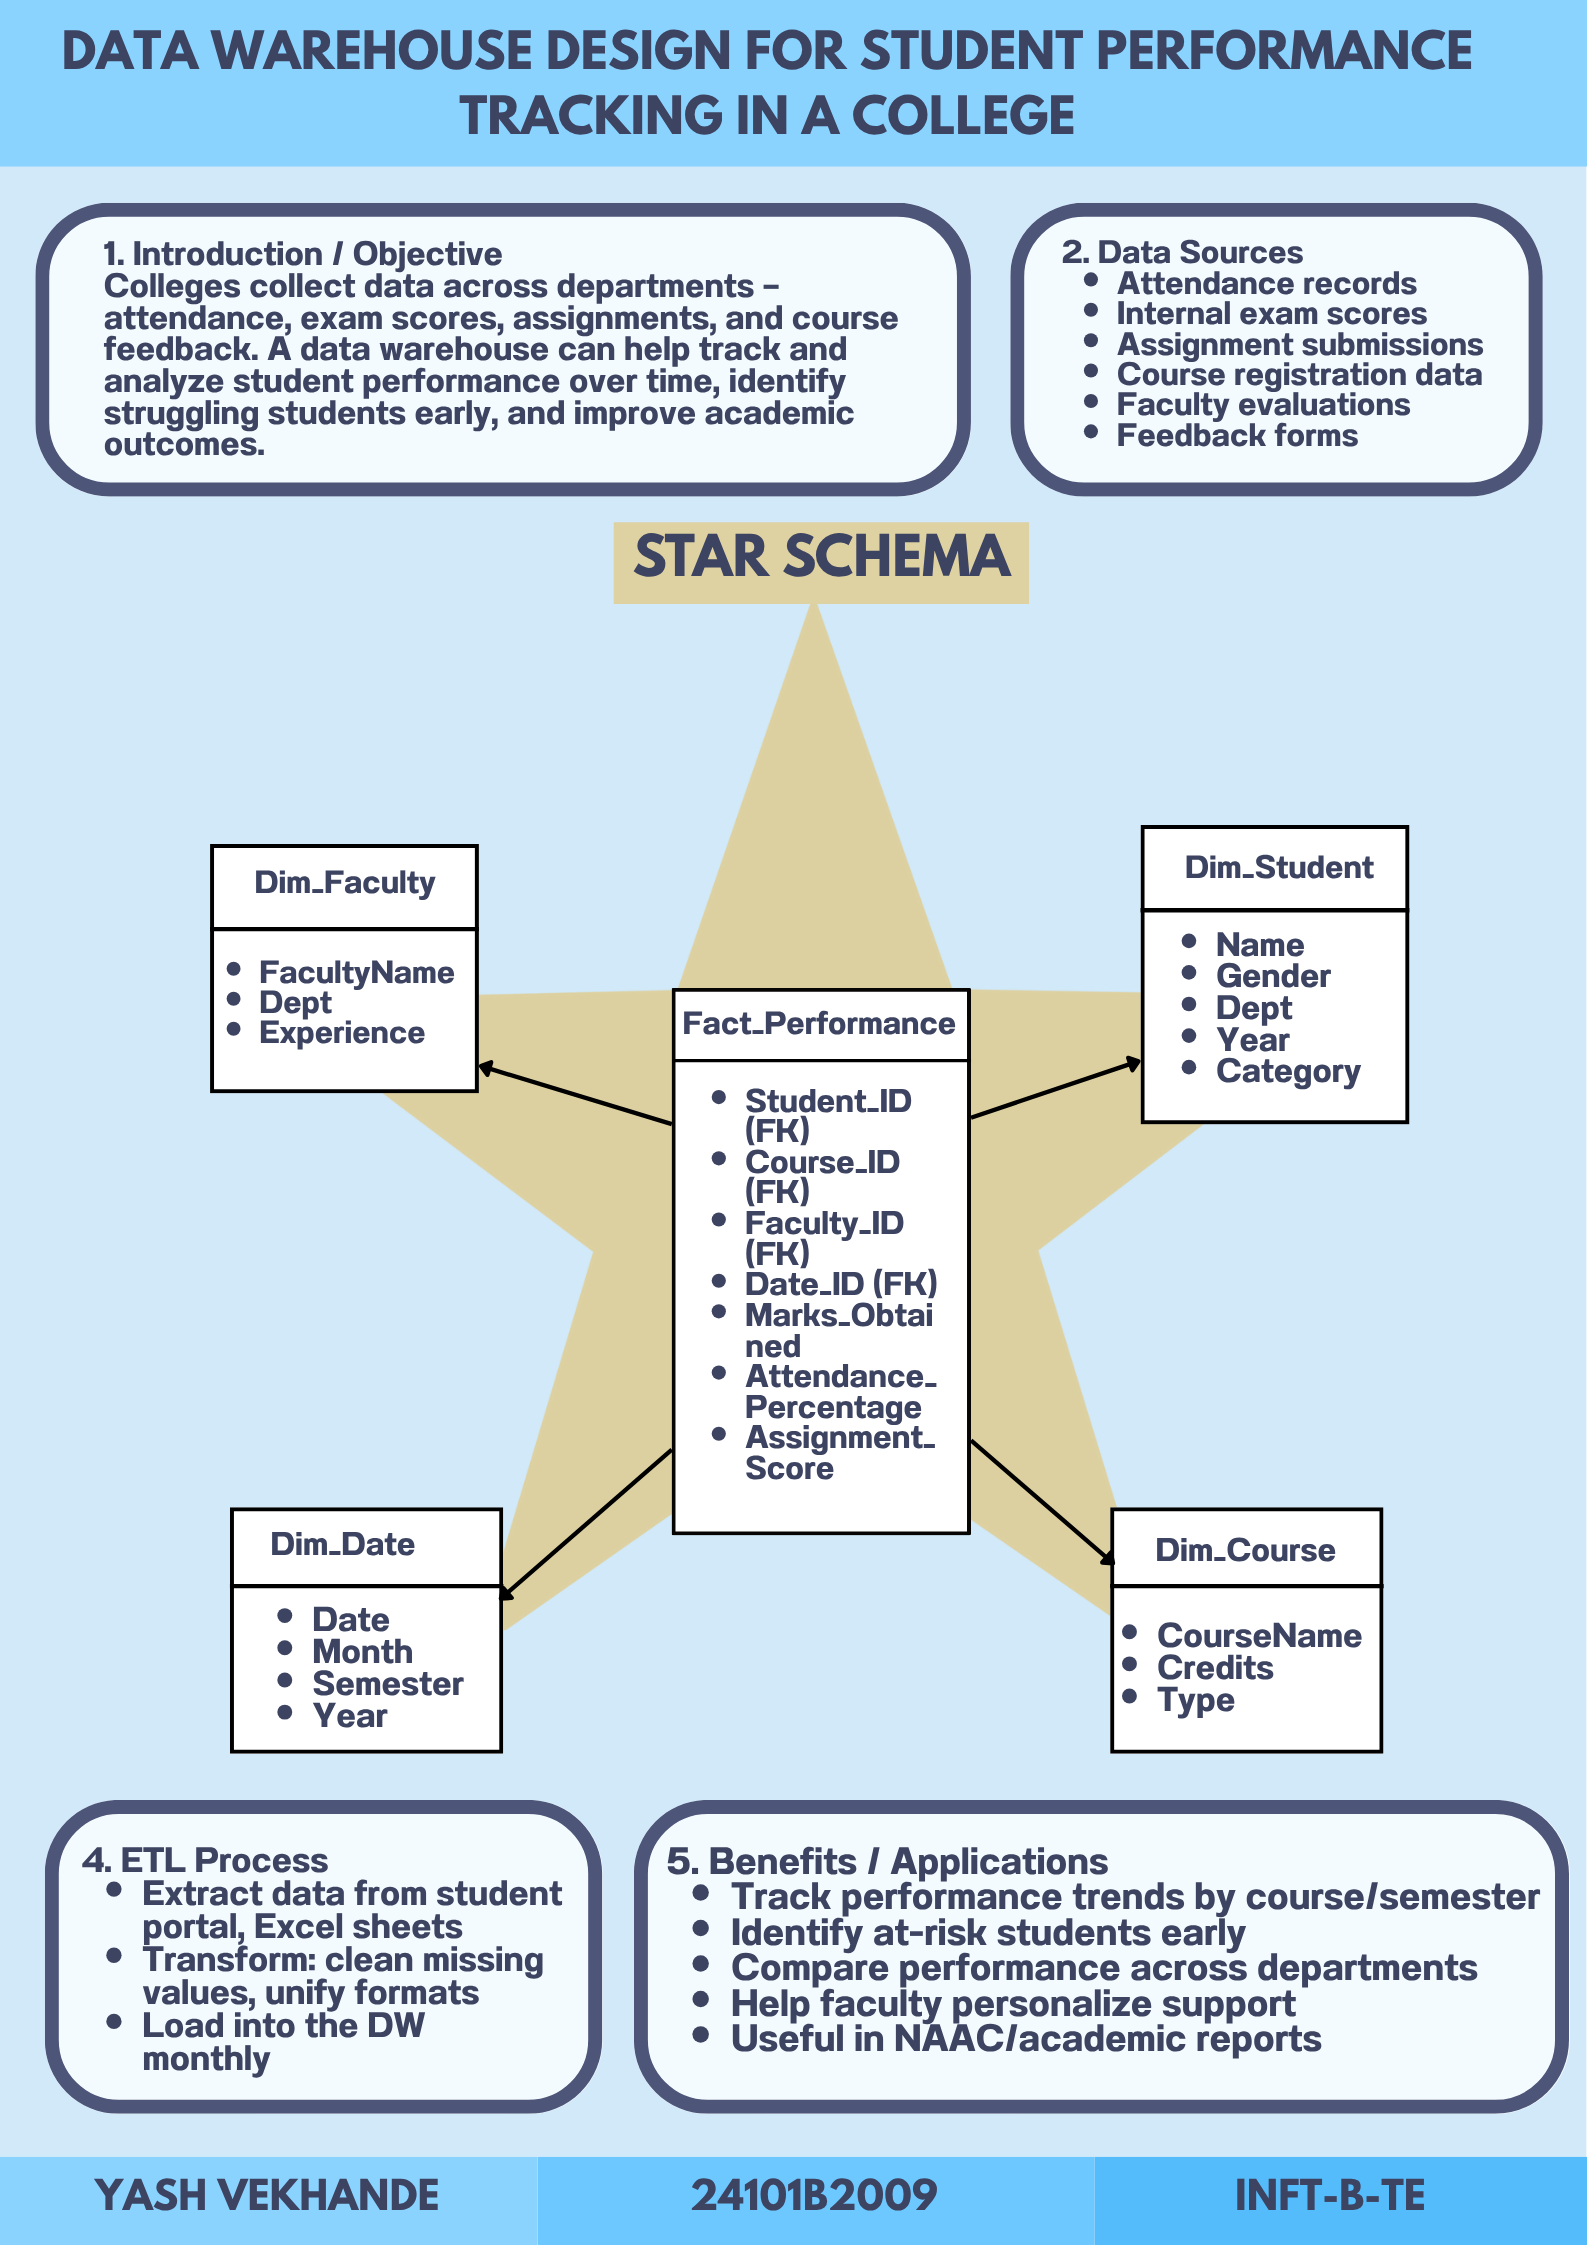 DATA WAREHOUSE DESIGN FOR STUDENT PERFORMANCE
TRACKING IN A COLLEGE
1. Introduction / Objective
Colleges collect data across departments –
attendance, exam scores, assignments, and course
feedback. A data warehouse can help track and
analyze student performance over time, identify
struggling students early, and improve academic
outcomes.
2. Data Sources
• Attendance records
• Internal exam scores
• Assignment submissions
• Course registration data
• Faculty evaluations
• Feedback forms
STAR SCHEMA
Dim_Faculty
• FacultyName
• Dept
• Experience
Dim_Student
• Name
• Gender
• Dept
• Year
• Category
Fact_Performance
• Student_ID
(FK)
• Course_ID
(FK)
• Faculty_ID
(FK)
• Date_ID (FK)
• Marks_Obtai
ned
• Attendance_
Percentage
• Assignment_
Score
Dim_Date
• Date
• Month
• Semester
• Year
Dim_Course
• CourseName
• Credits
• Type
4. ETL Process
• Extract data from student
portal, Excel sheets
• Transform: clean missing
values, unify formats
• Load into the DW
monthly
5. Benefits / Applications
• Track performance trends by course/semester
• Identify at-risk students early
• Compare performance across departments
• Help faculty personalize support
• Useful in NAAC/academic reports
YASH VEKHANDE
24101B2009
INFT-B-TE